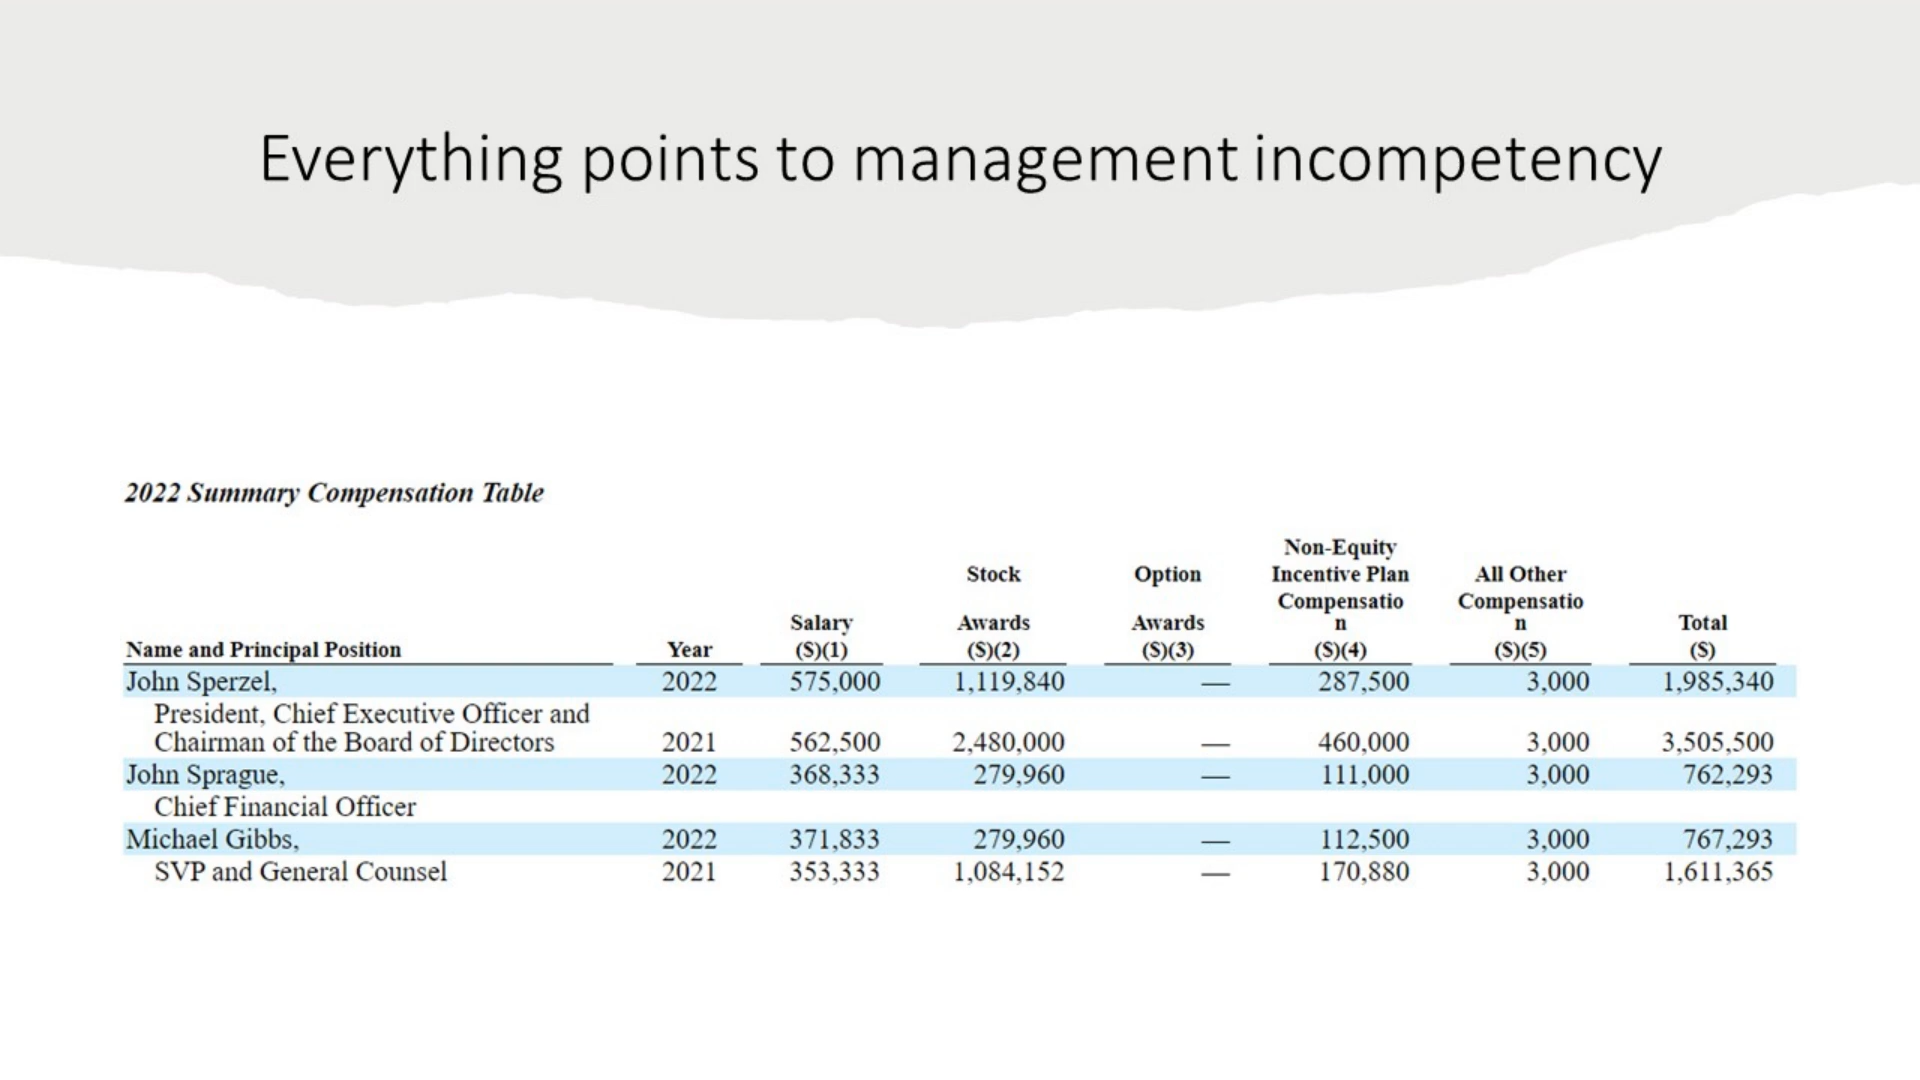 Everything points to management incompetency
2022 Summary Compensation Table
Non-Equity
Stock Option Incentive Plan All Other
Compensatio Compensatio
Salary Awards Awards n n Total
Name and Principal Position Year ($)(1) ($)(2) ($)(3) ($)(4) ($)(5) ($)
John Sperzel, 2022 575,000 1,119,840 — 287,500 3,000 1,985,340
President, Chief Executive Officer and
Chairman of the Board of Directors 2021 562,500 2,480,000 — 460,000 3,000 3,505,500
John Sprague, 2022 368,333 279,960 — 111,000 3,000 762,293
Chief Financial Officer
Michael Gibbs, 2022 371,833 279,960 — 112,500 3,000 767,293
SVP and General Counsel 2021 353,333 1,084,152 — 170,880 3,000 1,611,365